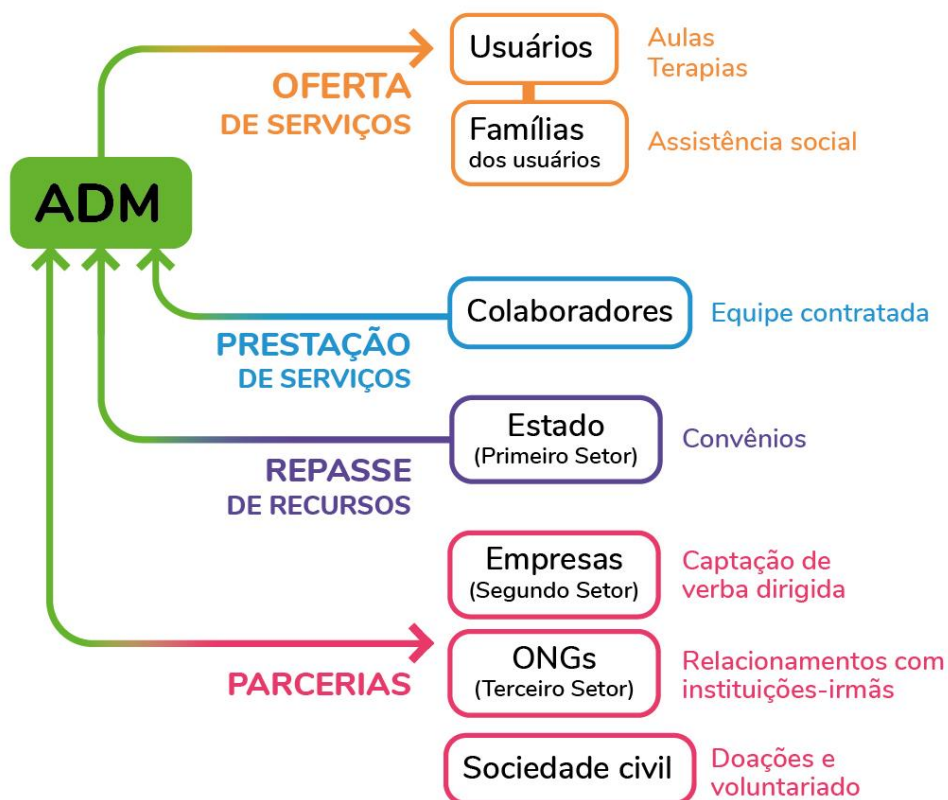 Usuários
Aulas
Terapias
OFERTA
DE SERVIÇOS
Famílias
dos usuários
Assistência social
ADM
Colaboradores
Equipe contratada
PRESTAÇÃO
DE SERVIÇOS
Estado
(Primeiro Setor)
Convênios
REPASSE
DE RECURSOS
Empresas
(Segundo Setor)
Captação de
verba dirigida
PARCERIAS
ONGs
(Terceiro Setor)
Relacionamentos com
instituições-irmãs
Sociedade civil
Doações e
voluntariado